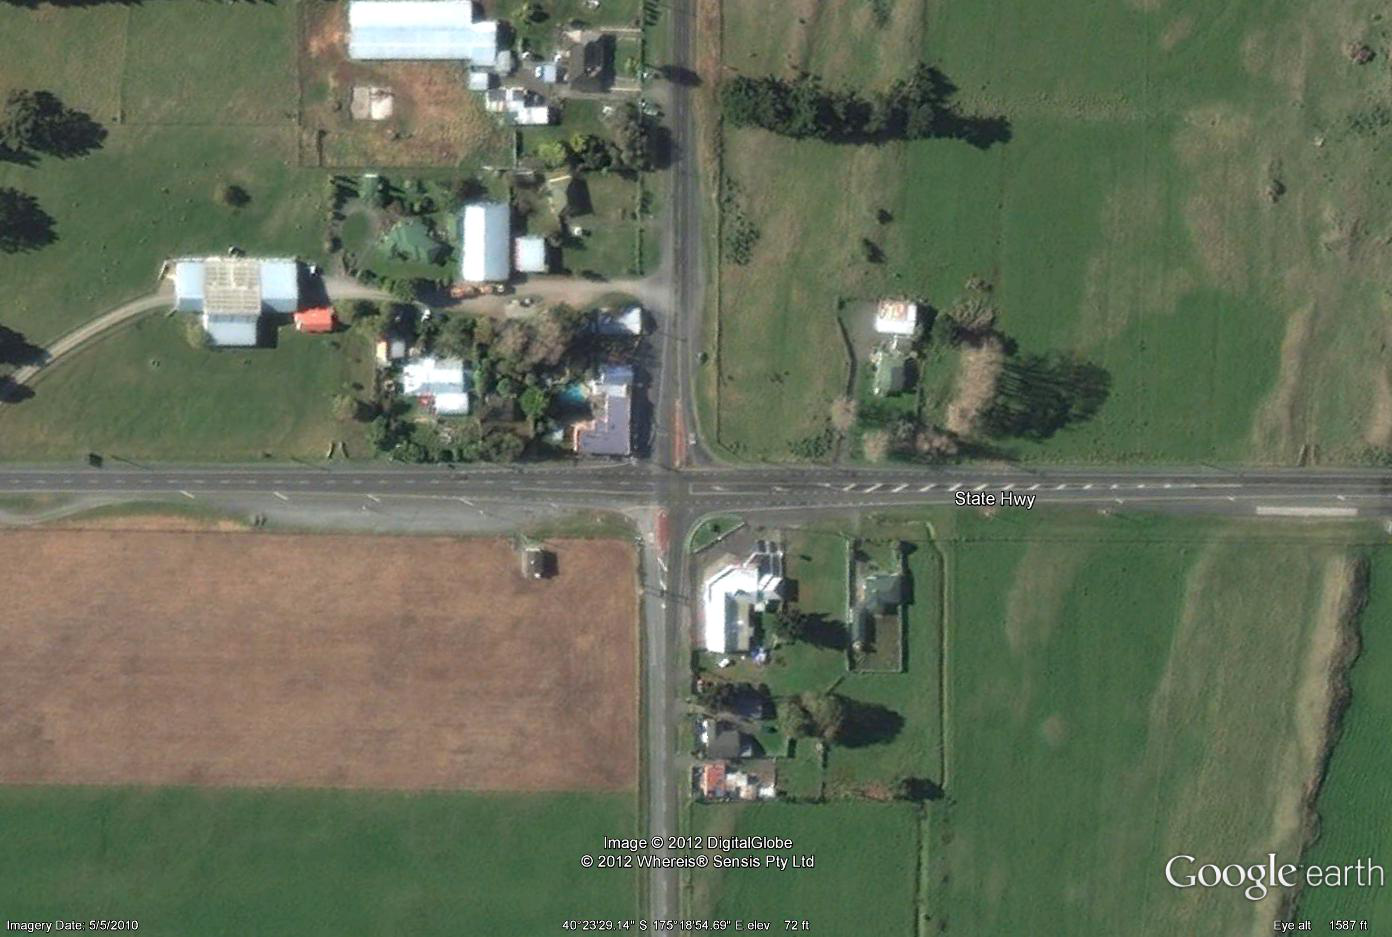 State Hwy
Image © 2012 DigitalGlobe
© 2012 Whereis® Sensis Pty Ltd
Google earth
Imagery Date: 5/5/2010
40°23'29.14" S 175°18'54.69" E elev 72 ft
Eye alt 1587 ft